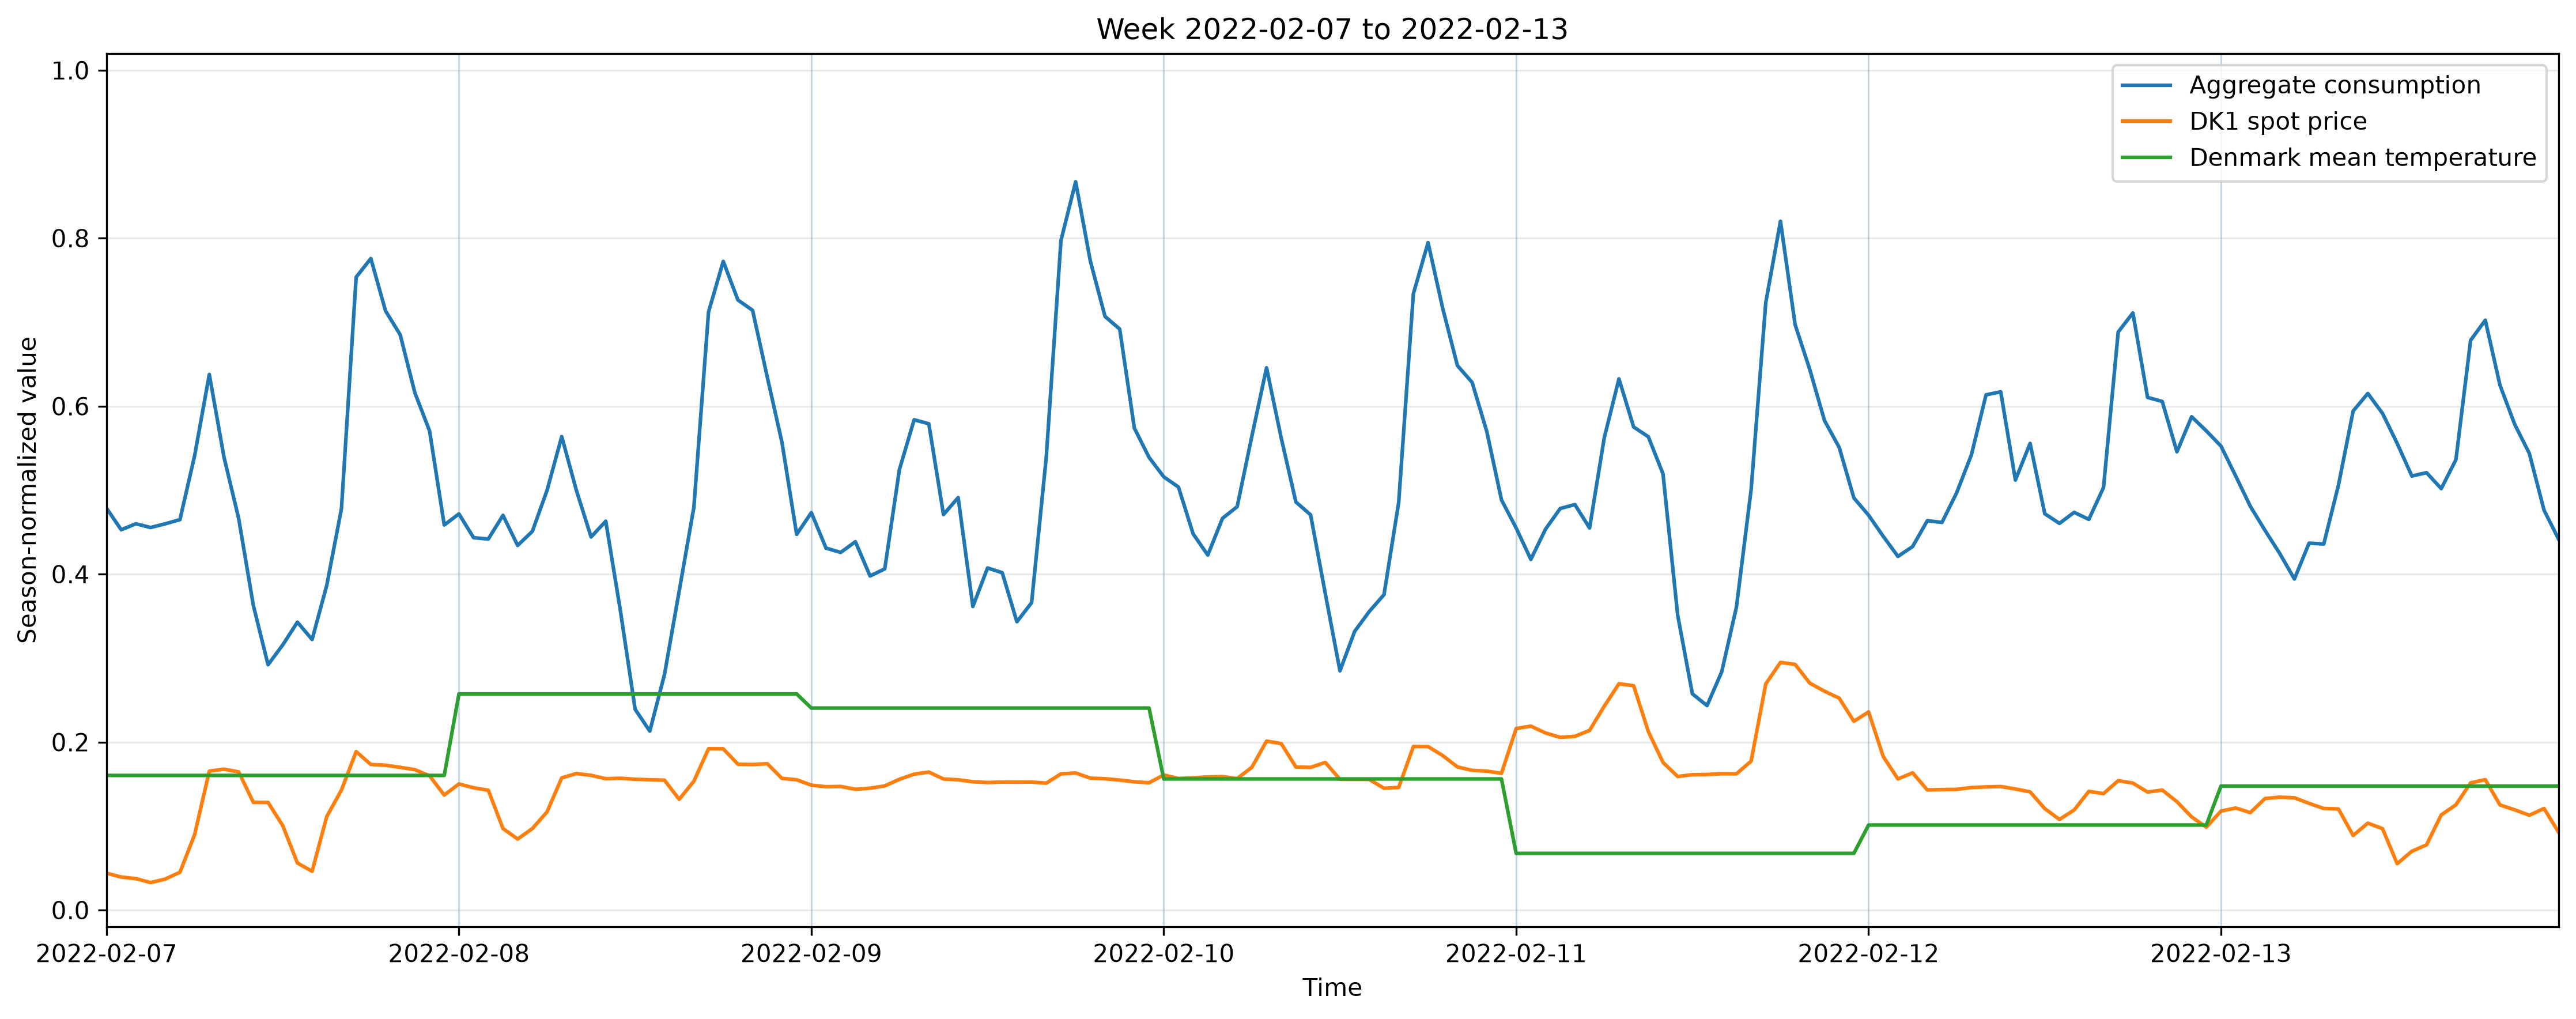 Week 2022-02-07 to 2022-02-13
Aggregate consumption
DK1 spot price
Denmark mean temperature
Season-normalized value
1.0
0.8
0.6
0.4
0.2
0.0
2022-02-07 2022-02-08 2022-02-09 2022-02-10 2022-02-11 2022-02-12 2022-02-13
Time